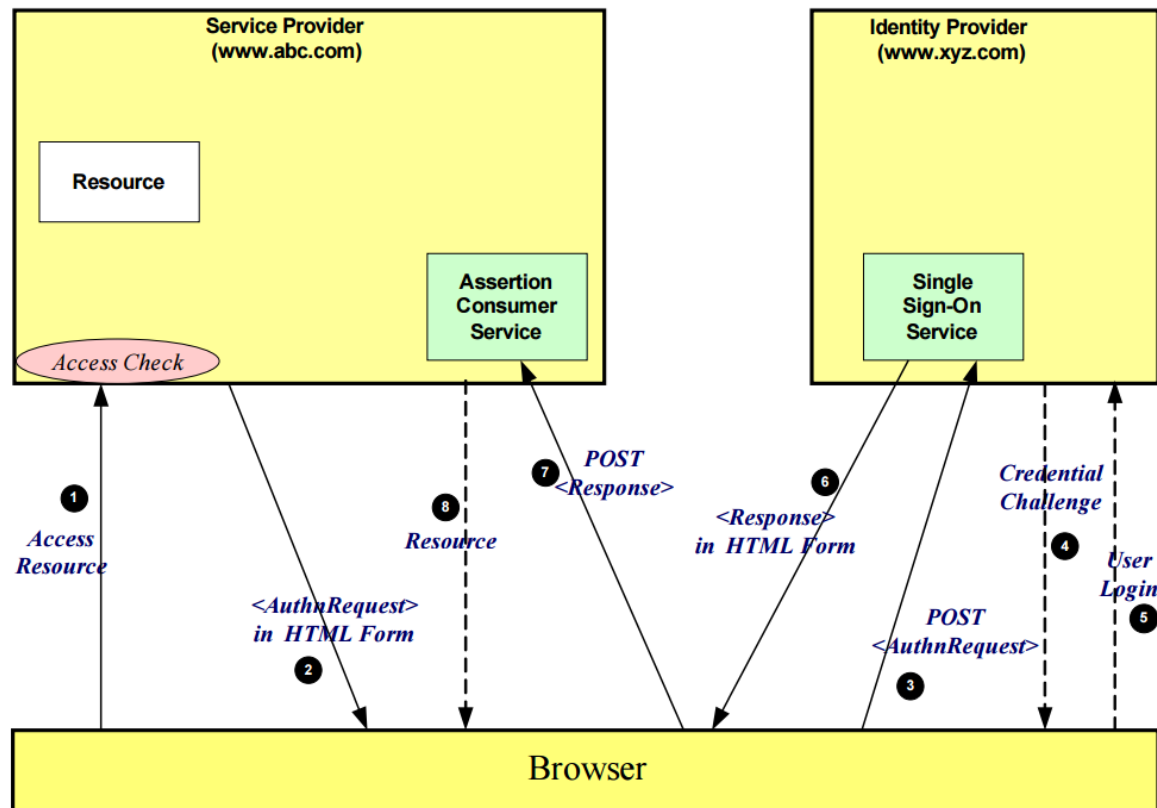 Service Provider
(www.abc.com)
Identity Provider
(www.xyz.com)
Resource
Assertion
Consumer
Service
Single
Sign-On
Service
Access Check
1
Access
Resource
<AuthnRequest>
in HTML Form
2
8
Resource
7
POST
<Response>
6
<Response>
in HTML Form
POST
<AuthnRequest>
3
Credential
Challenge
4
User
Login
5
Browser